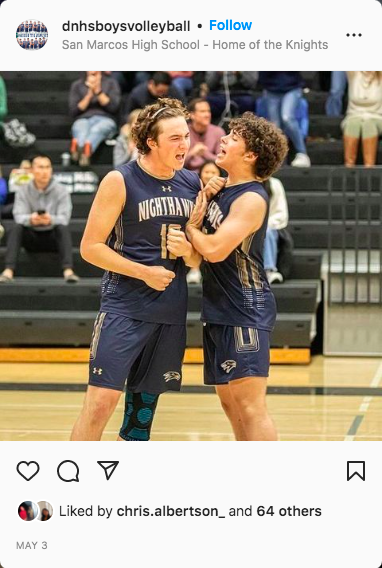 dnhsboysvolleyball • Follow
San Marcos High School - Home of the Knights
NIGHTHAWK
Liked by chris.albertson_ and 64 others
MAY 3